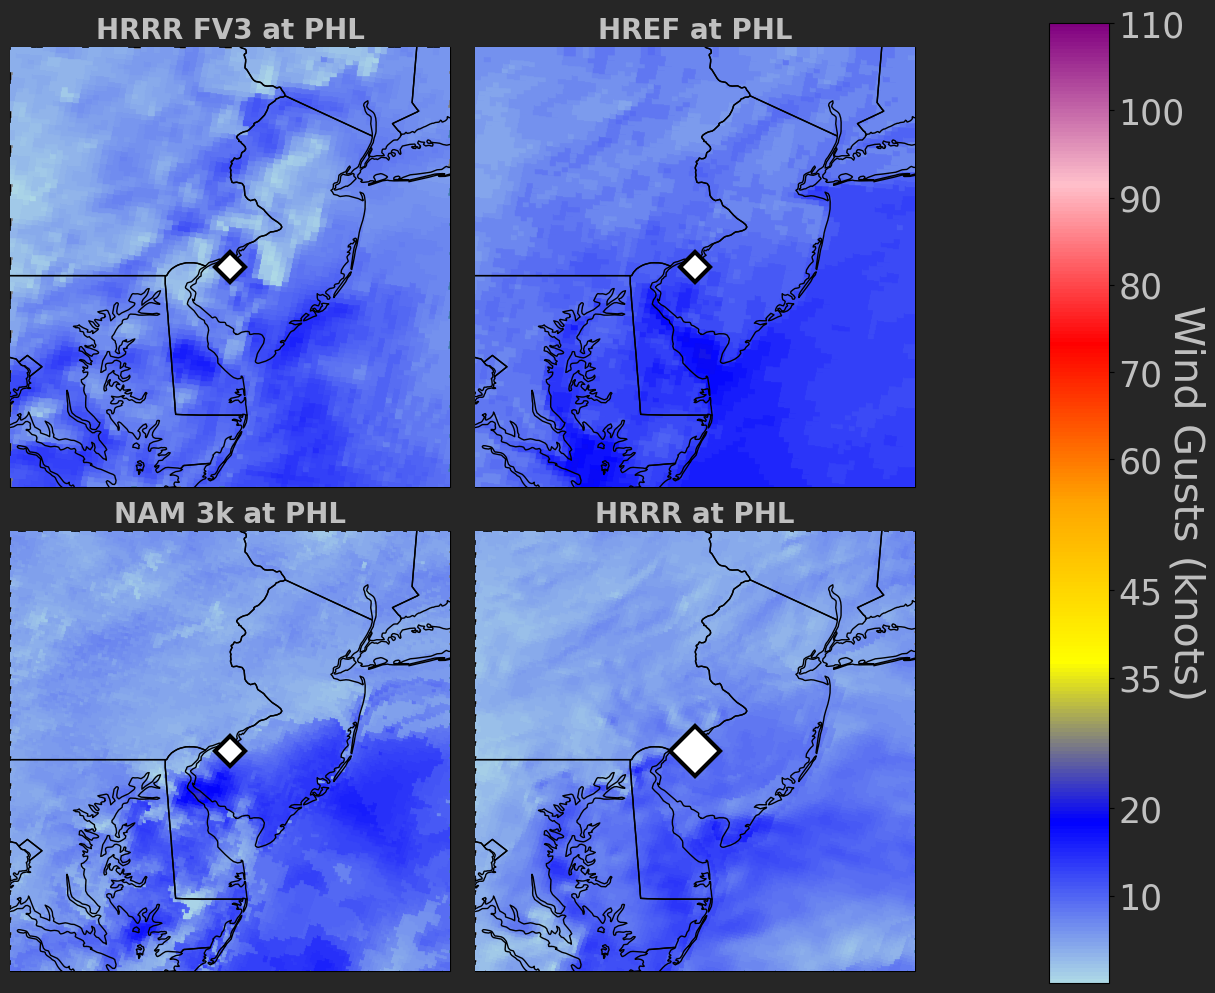 HRRR FV3 at PHL
HREF at PHL
NAM 3k at PHL
HRRR at PHL
110
100
90
80
70
60
45
35
20
10
Wind Gusts (knots)